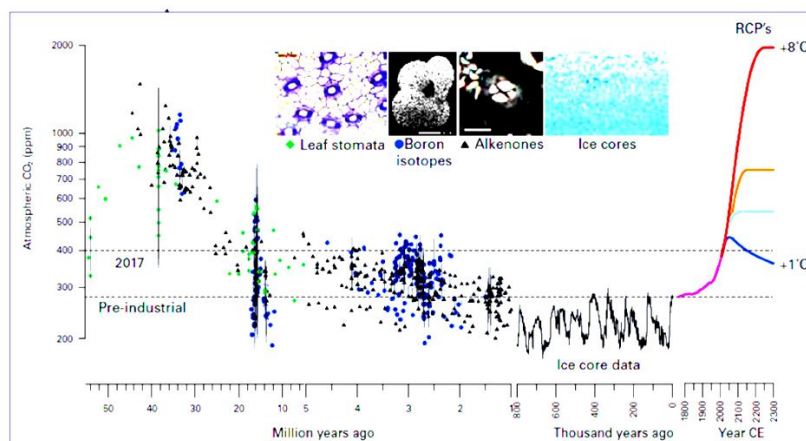 RCP's
2000
+8°C
1000
900
800
700
600
500
400
300
200
Atmospheric CO₂ (ppm)
Leaf stomata
Boron
isotopes
Alkenones
Ice cores
2017
Pre-industrial
+1°C
Ice core data
50 40 30 20 10 5 4 3 2 1
800 600 400 200 0
1800 1900 2000 2100 2200 2300
Million years ago
Thousand years ago
Year CE